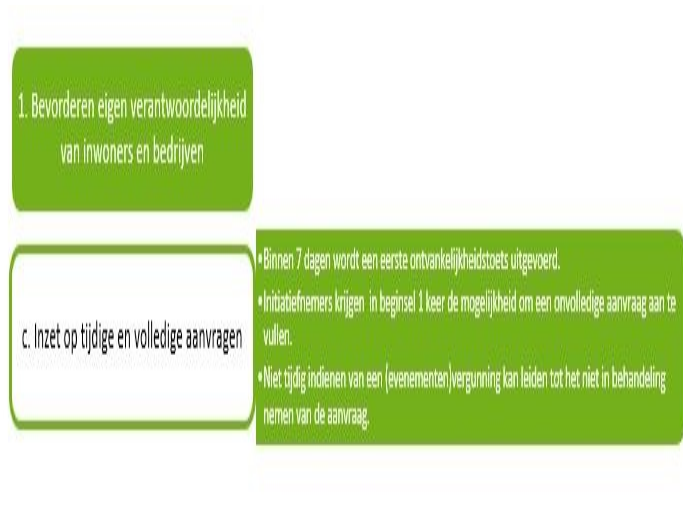 1. Bevorderen eigen verantwoordelijkheid
van inwoners en bedrijven
c. Inzet op tijdige en volledige aanvragen
•Binnen 7 dagen wordt een eerste ontvankelijkheidstoets uitgevoerd.
•Initiatiefnemers krijgen in beginsel 1 keer de mogelijkheid om een onvolledige aanvraag aan te
vullen.
•Niet tijdig indienen van een (evenementen)vergunning kan leiden tot het niet in behandeling
nemen van de aanvraag.